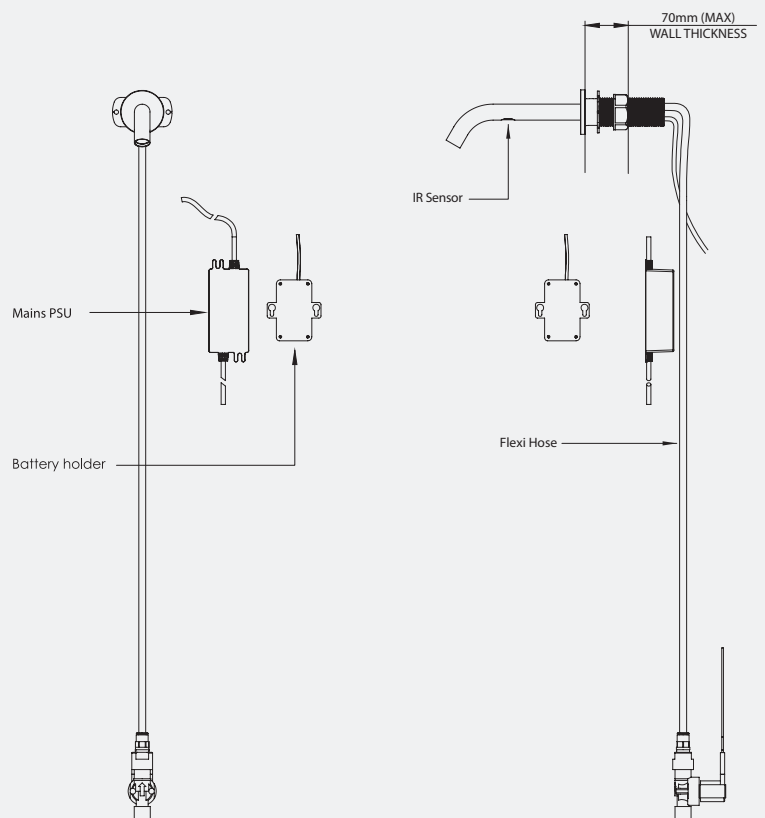 70mm (MAX)
WALL THICKNESS
IR Sensor
Mains PSU
Flexi Hose
Battery holder